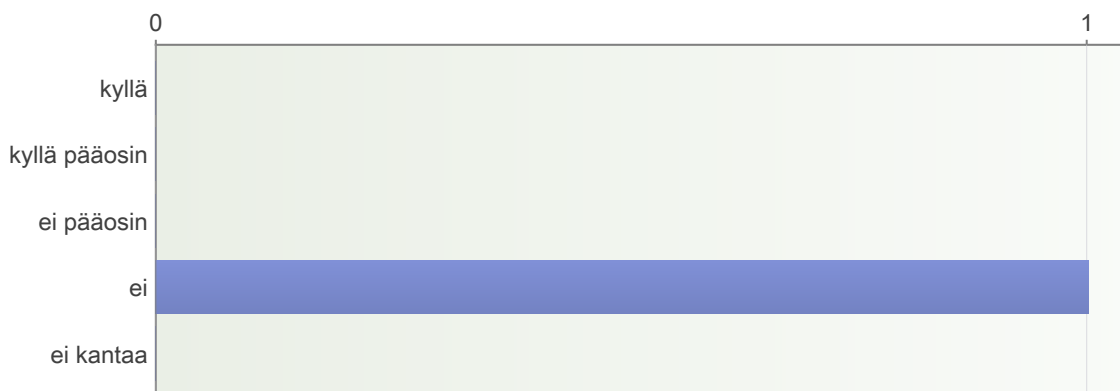 0 1
kyllä
kyllä pääosin
ei pääosin
ei
ei kantaa